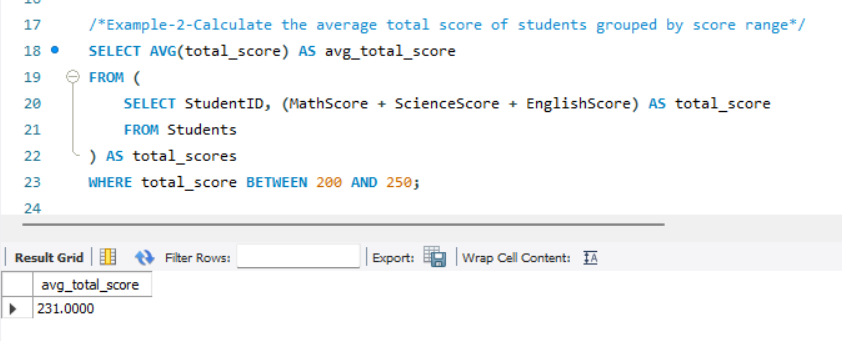 17 /*Example-2-Calculate the average total score of students grouped by score range*/
18 SELECT AVG(total_score) AS avg_total_score
19 FROM (
20 SELECT StudentID, (MathScore + ScienceScore + EnglishScore) AS total_score
21 FROM Students
22 ) AS total_scores
23 WHERE total_score BETWEEN 200 AND 250;
24
Result Grid Filter Rows: Export: Wrap Cell Content: IA
avg_total_score
231.0000